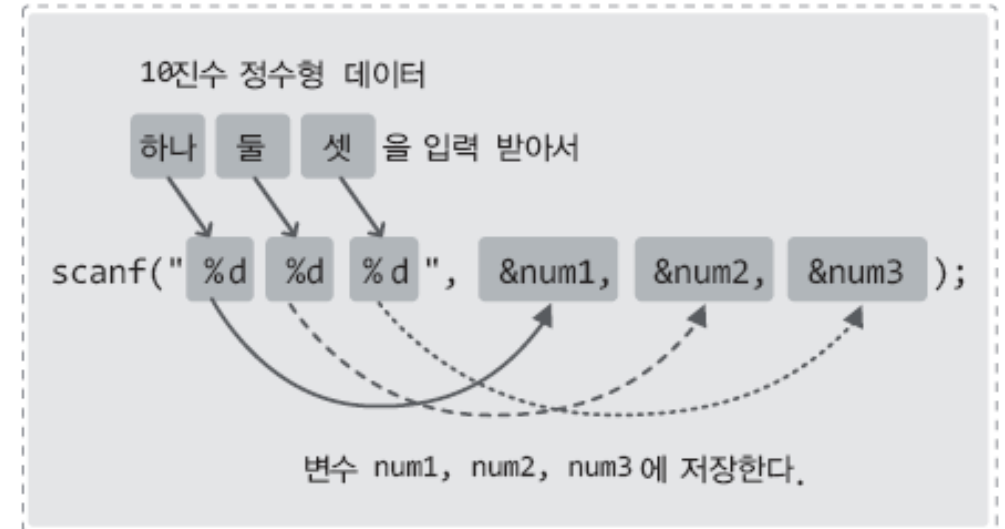 10진수 정수형 데이터
하나 둘 셋 을 입력 받아서
scanf(" %d %d %d ", &num1, &num2, &num3 );
변수 num1, num2, num3 에 저장한다.